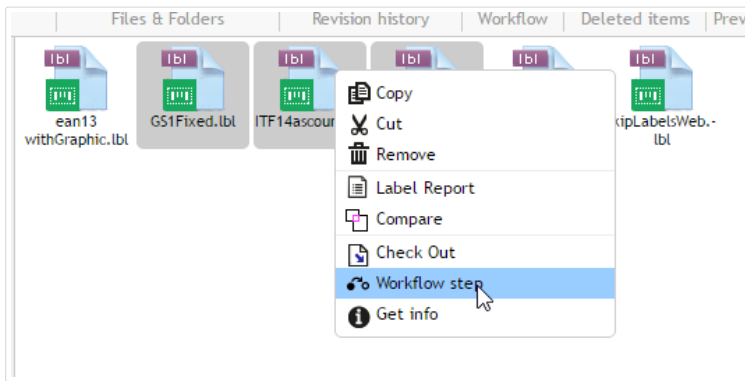 Files & Folders Revision history Workflow Deleted items Prev
lbl lbl lbl lbl lbl lbl
ean13 GS1Fixed.lbl ITF14ascour kipLabelsWeb.-
withGraphic.lbl lbl
Copy
Cut
Remove
Label Report
Compare
Check Out
Workflow step
Get info